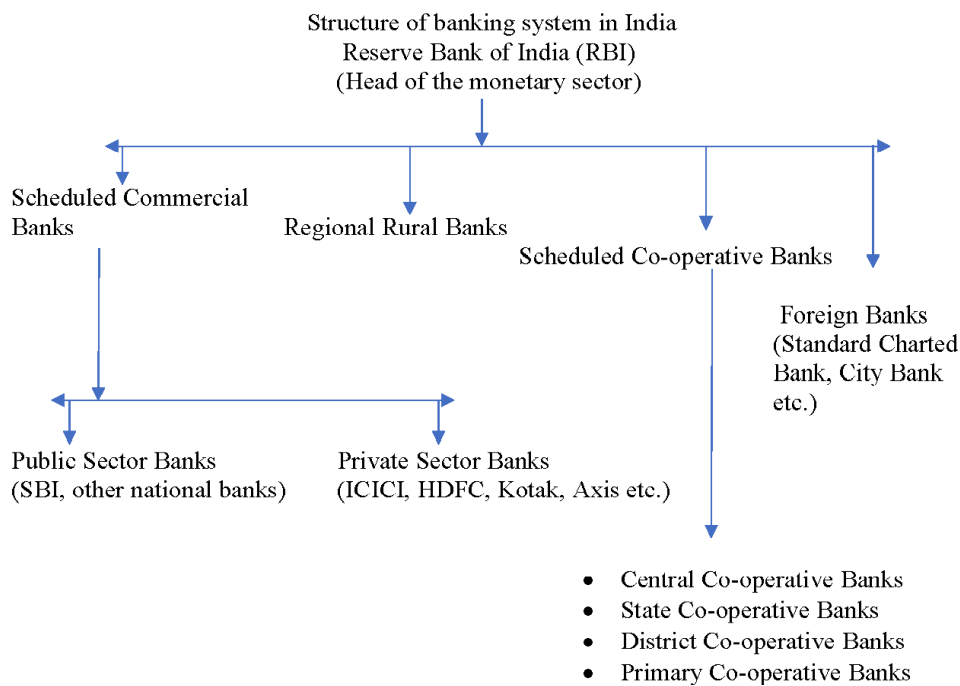 Structure of banking system in India
Reserve Bank of India (RBI)
(Head of the monetary sector)
Scheduled Commercial
Banks
Regional Rural Banks
Scheduled Co-operative Banks
Foreign Banks
(Standard Charted
Bank, City Bank
etc.)
Public Sector Banks
(SBI, other national banks)
Private Sector Banks
(ICICI, HDFC, Kotak, Axis etc.)
• Central Co-operative Banks
• State Co-operative Banks
• District Co-operative Banks
• Primary Co-operative Banks